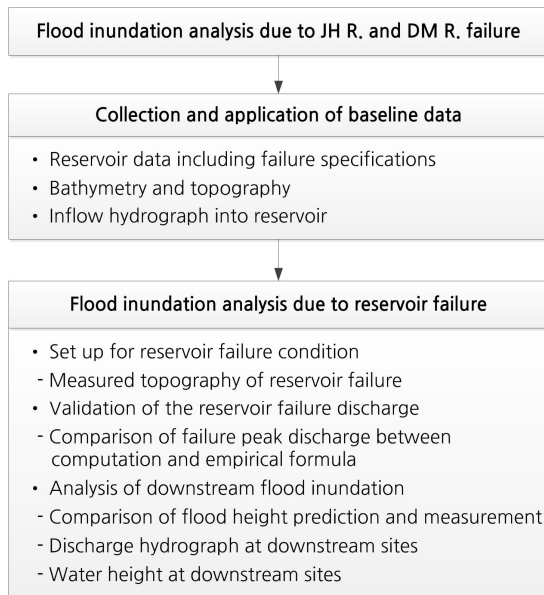 Flood inundation analysis due to JH R. and DM R. failure
Collection and application of baseline data
• Reservoir data including failure specifications
• Bathymetry and topography
• Inflow hydrograph into reservoir
Flood inundation analysis due to reservoir failure
• Set up for reservoir failure condition
- Measured topography of reservoir failure
• Validation of the reservoir failure discharge
- Comparison of failure peak discharge between
computation and empirical formula
• Analysis of downstream flood inundation
- Comparison of flood height prediction and measurement
- Discharge hydrograph at downstream sites
- Water height at downstream sites